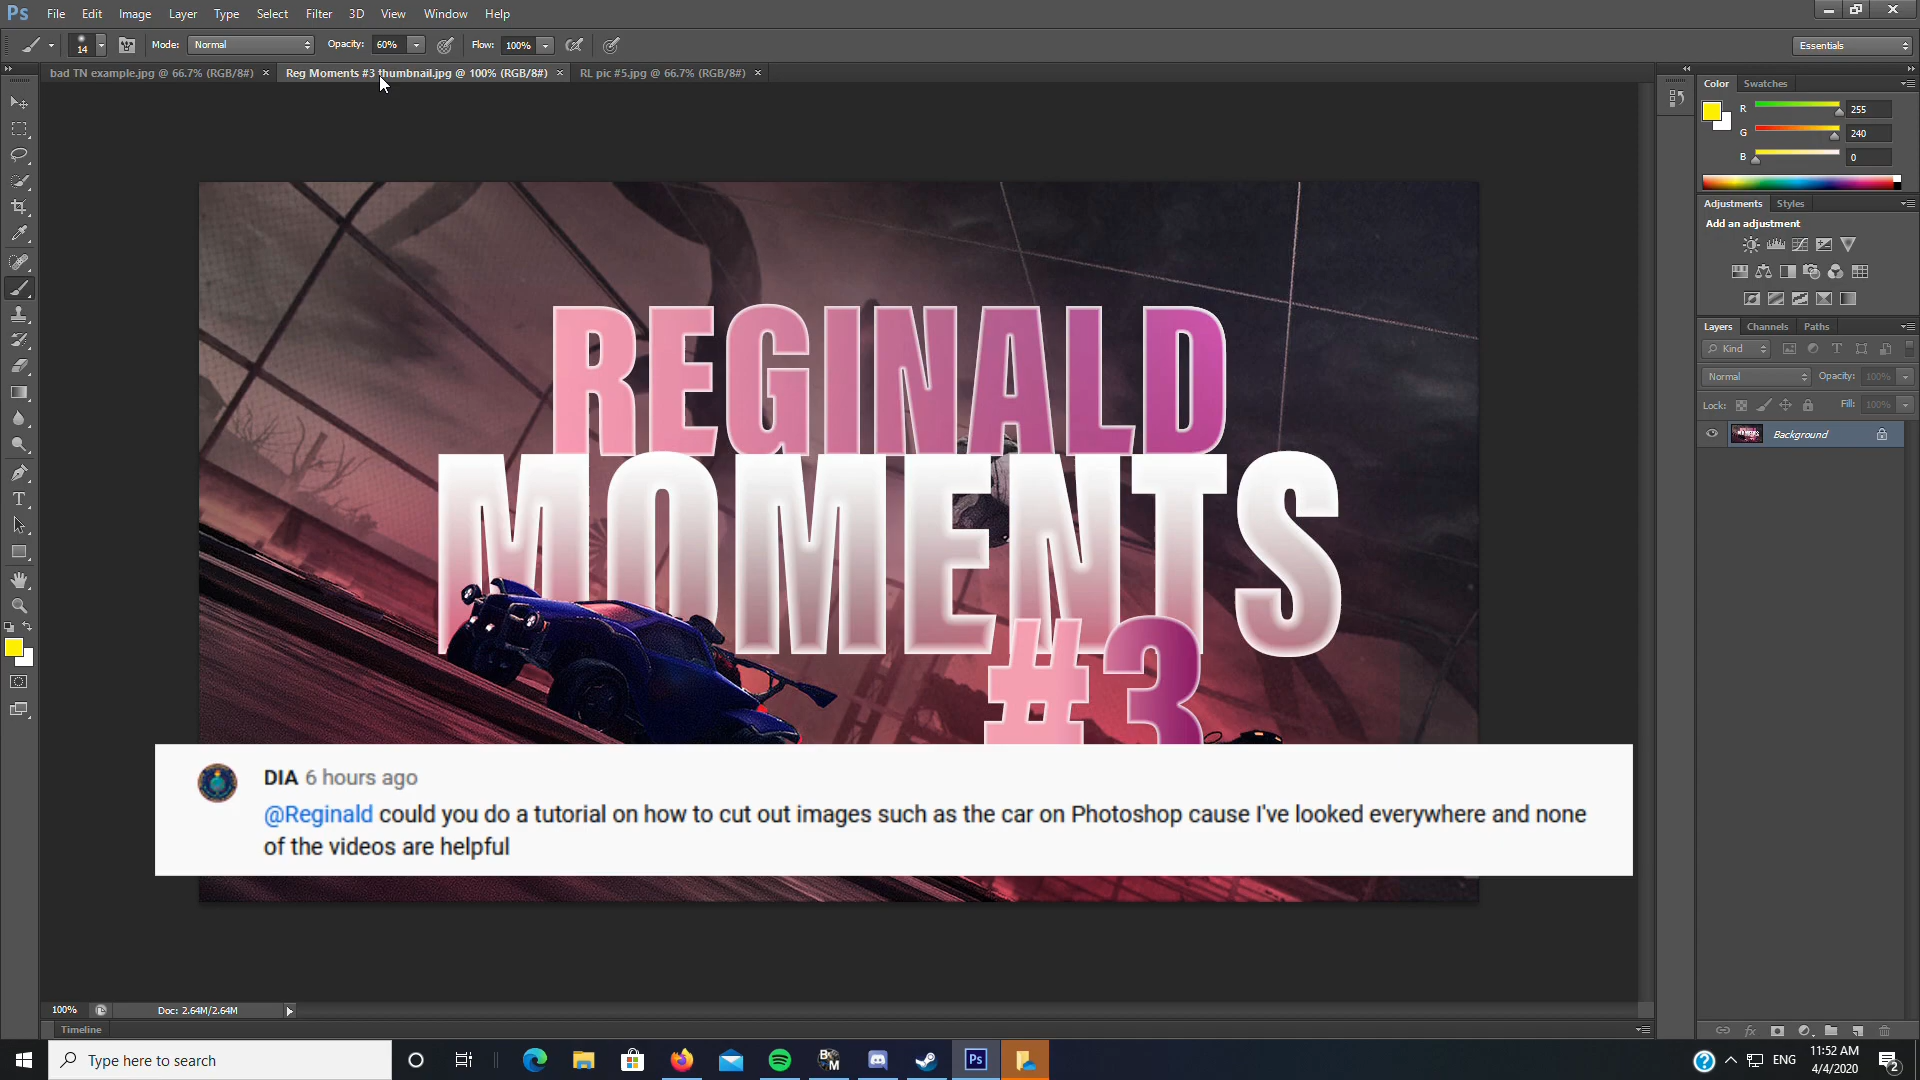 Ps File Edit Image Layer Type Select Filter 3D View Window Help
14 Mode: Normal Opacity: 60% Flow: 100% Essentials
bad TN example.jpg @ 66.7% (RGB/8#) × Reg Moments #3 thumbnail.jpg @ 100% (RGB/8#) × RL pic #5.jpg @ 66.7% (RGB/8#) ×
Color Swatches
R 255
G 240
B 0
Adjustments Styles
Add an adjustment
Layers Channels Paths
Kind
Normal Opacity: 100%
Lock: Fill: 100%
Background
REGINALD
MOMENTS
#3
DIA 6 hours ago
@Reginald could you do a tutorial on how to cut out images such as the car on Photoshop cause I've looked everywhere and none
of the videos are helpful
100% Doc: 2.64M/2.64M
Timeline
Type here to search
ENG
11:52 AM
4/4/2020
2